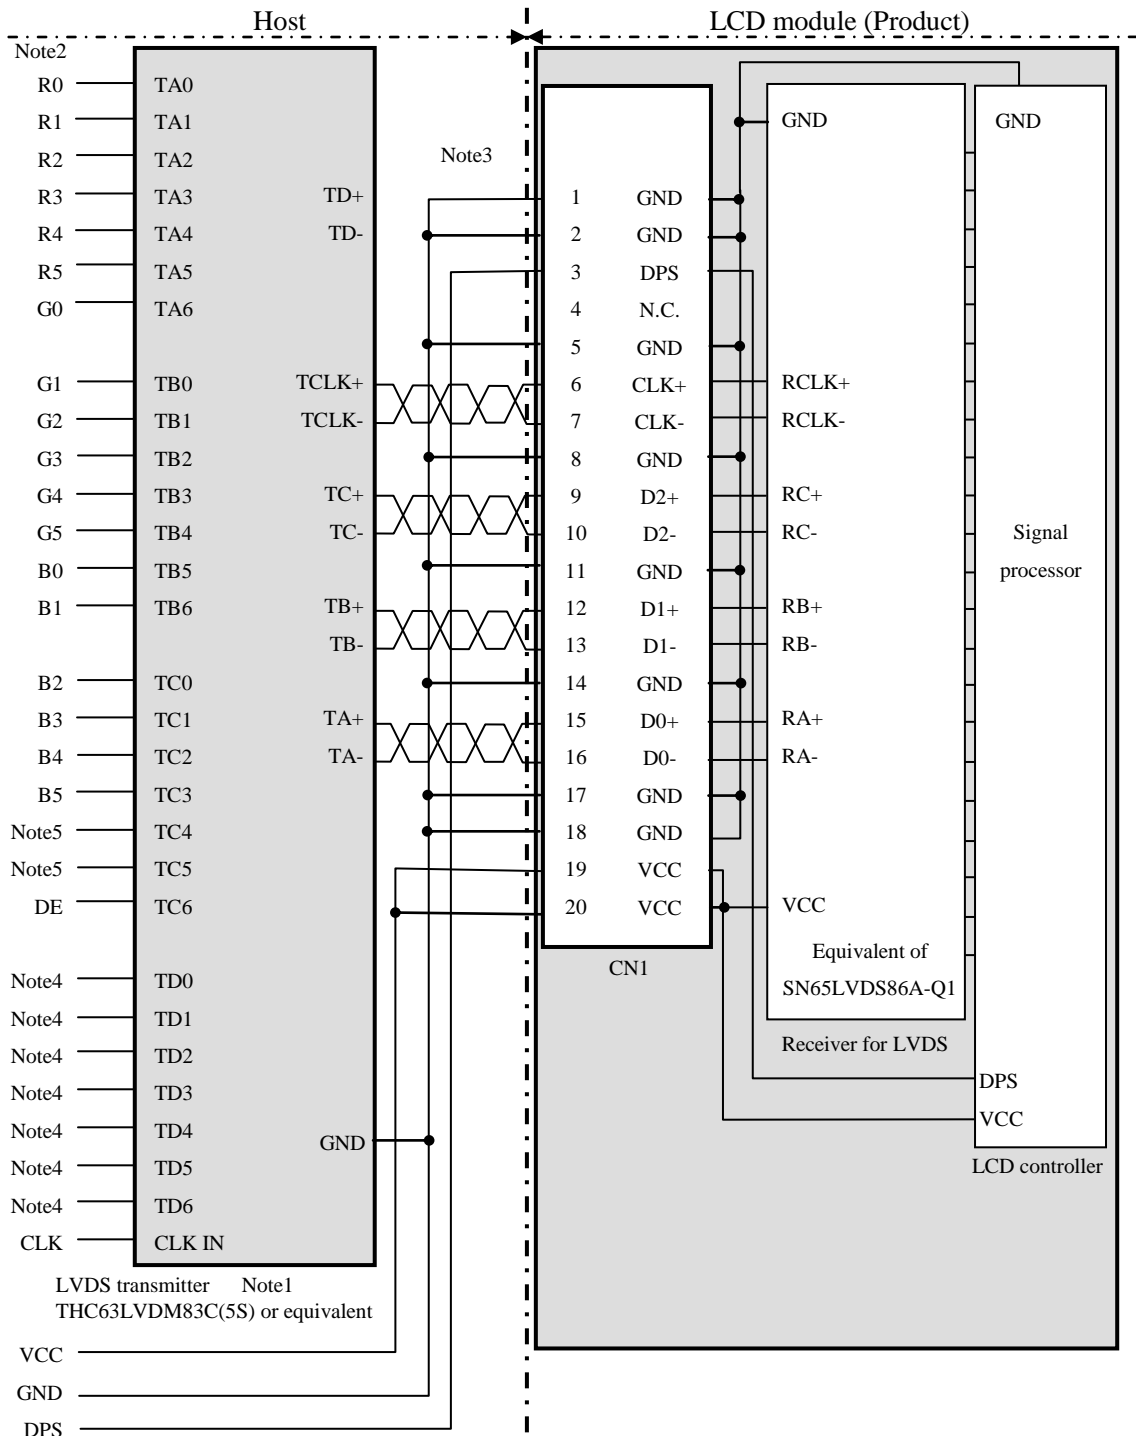 Host
LCD module (Product)
Note2
R0 TA0
R1 TA1
R2 TA2
R3 TA3 TD+
R4 TA4 TD-
R5 TA5
G0 TA6
G1 TB0 TCLK+
G2 TB1 TCLK-
G3 TB2
G4 TB3 TC+
G5 TB4 TC-
B0 TB5
B1 TB6 TB+
TB-
B2 TC0
B3 TC1 TA+
B4 TC2 TA-
B5 TC3
Note5 TC4
Note5 TC5
DE TC6
Note4 TD0
Note4 TD1
Note4 TD2
Note4 TD3
Note4 TD4 GND
Note4 TD5
Note4 TD6
CLK CLK IN
LVDS transmitter Note1
THC63LVDM83C(5S) or equivalent
VCC
GND
DPS
Note3
1 GND
2 GND
3 DPS
4 N.C.
5 GND
6 CLK+
7 CLK-
8 GND
9 D2+
10 D2-
11 GND
12 D1+
13 D1-
14 GND
15 D0+
16 D0-
17 GND
18 GND
19 VCC
20 VCC
CN1
GND
RCLK+
RCLK-
RC+
RC-
RB+
RB-
RA+
RA-
VCC
Equivalent of
SN65LVDS86A-Q1
Receiver for LVDS
GND
Signal
processor
DPS
VCC
LCD controller